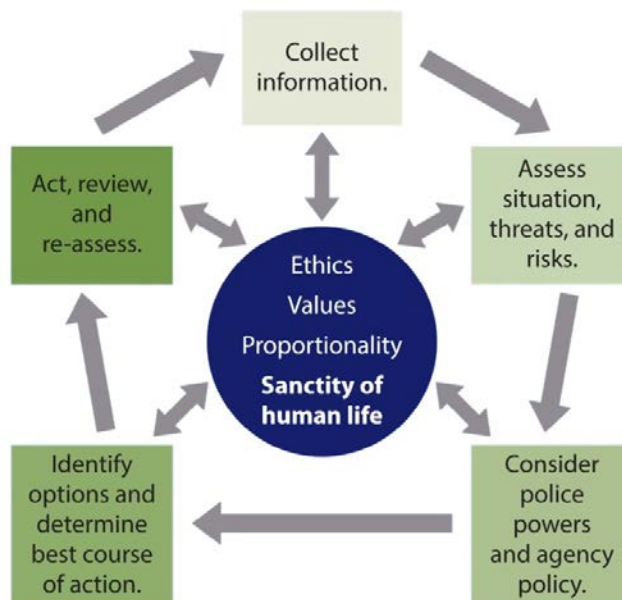 Collect
information.
Assess
situation,
threats, and
risks.
Consider
police
powers
and agency
policy.
Identify
options and
determine
best course
of action.
Act, review,
and
re-assess.
Ethics
Values
Proportionality
Sanctity of
human life